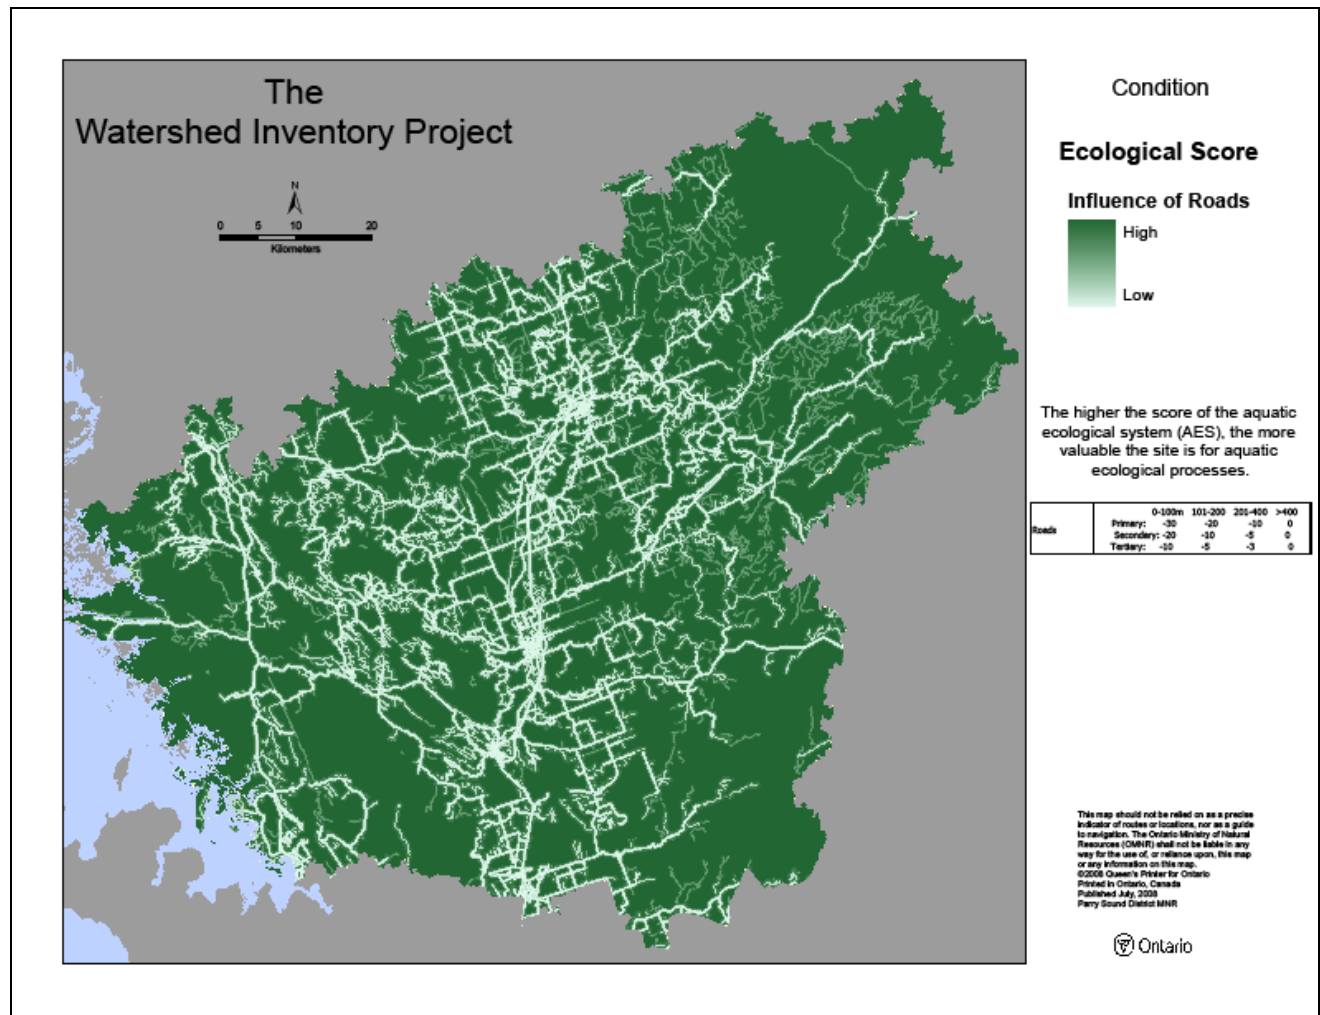 The
Watershed Inventory Project
N
0 5 10 20
Kilometers
Condition
Ecological Score
Influence of Roads
High
Low
The higher the score of the aquatic
ecological system (AES), the more
valuable the site is for aquatic
ecological processes.
0-100m 101-200 201-400 >400
Roads Primary: -30 -20 -10 0
Secondary: -20 -10 -5 0
Tertiary: -10 -5 -3 0
This map should not be relied on as a precise
indicator of routes or locations, nor as a guide
to navigation. The Ontario Ministry of Natural
Resources (OMNR) shall not be liable in any
way for the use of, or reliance upon, this map
or any information on this map.
©2008 Queen's Printer for Ontario
Printed in Ontario, Canada
Published July, 2008
Parry Sound District MNR
Ontario